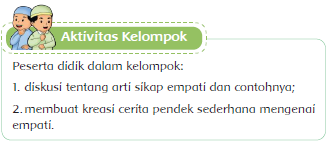 Aktivitas Kelompok
Peserta didik dalam kelompok:
1. diskusi tentang arti sikap empati dan contohnya;
2. membuat kreasi cerita pendek sederhana mengenai
empati.